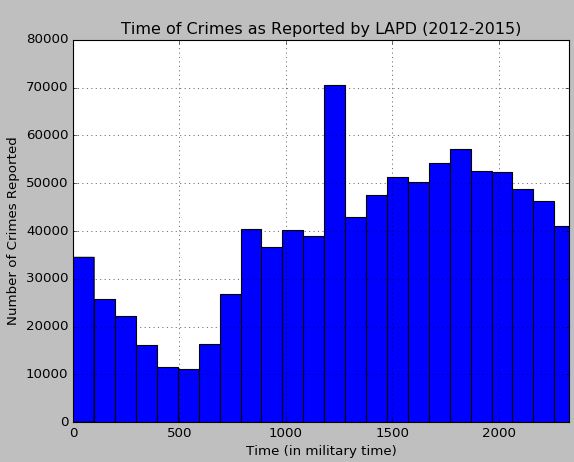 Time of Crimes as Reported by LAPD (2012-2015)
80000
70000
60000
50000
40000
30000
20000
10000
0
Number of Crimes Reported
0 500 1000 1500 2000
Time (in military time)